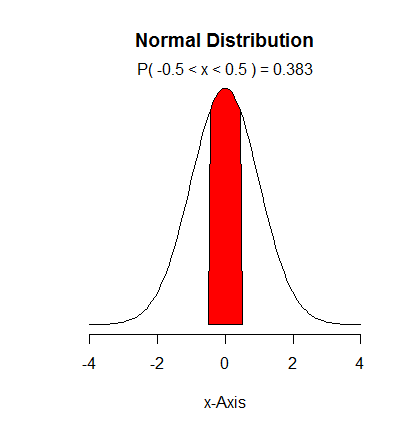 Normal Distribution
P( -0.5 < x < 0.5 ) = 0.383
-4 -2 0 2 4
x-Axis